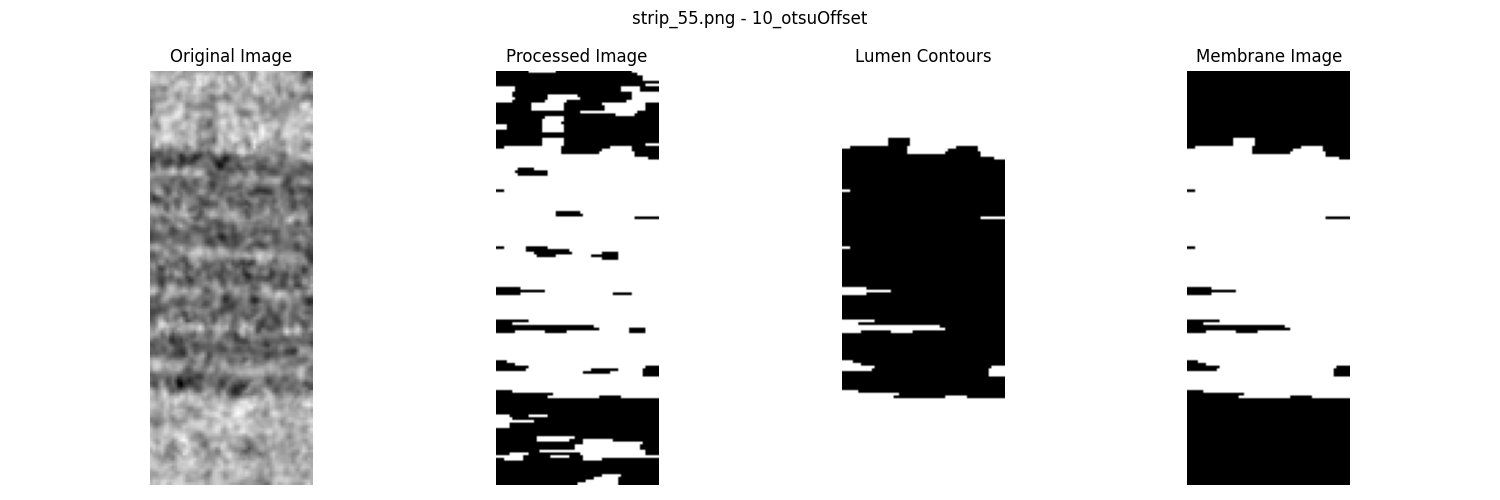 strip_55.png - 10_otsuOffset
Original Image
Processed Image
Lumen Contours
Membrane Image